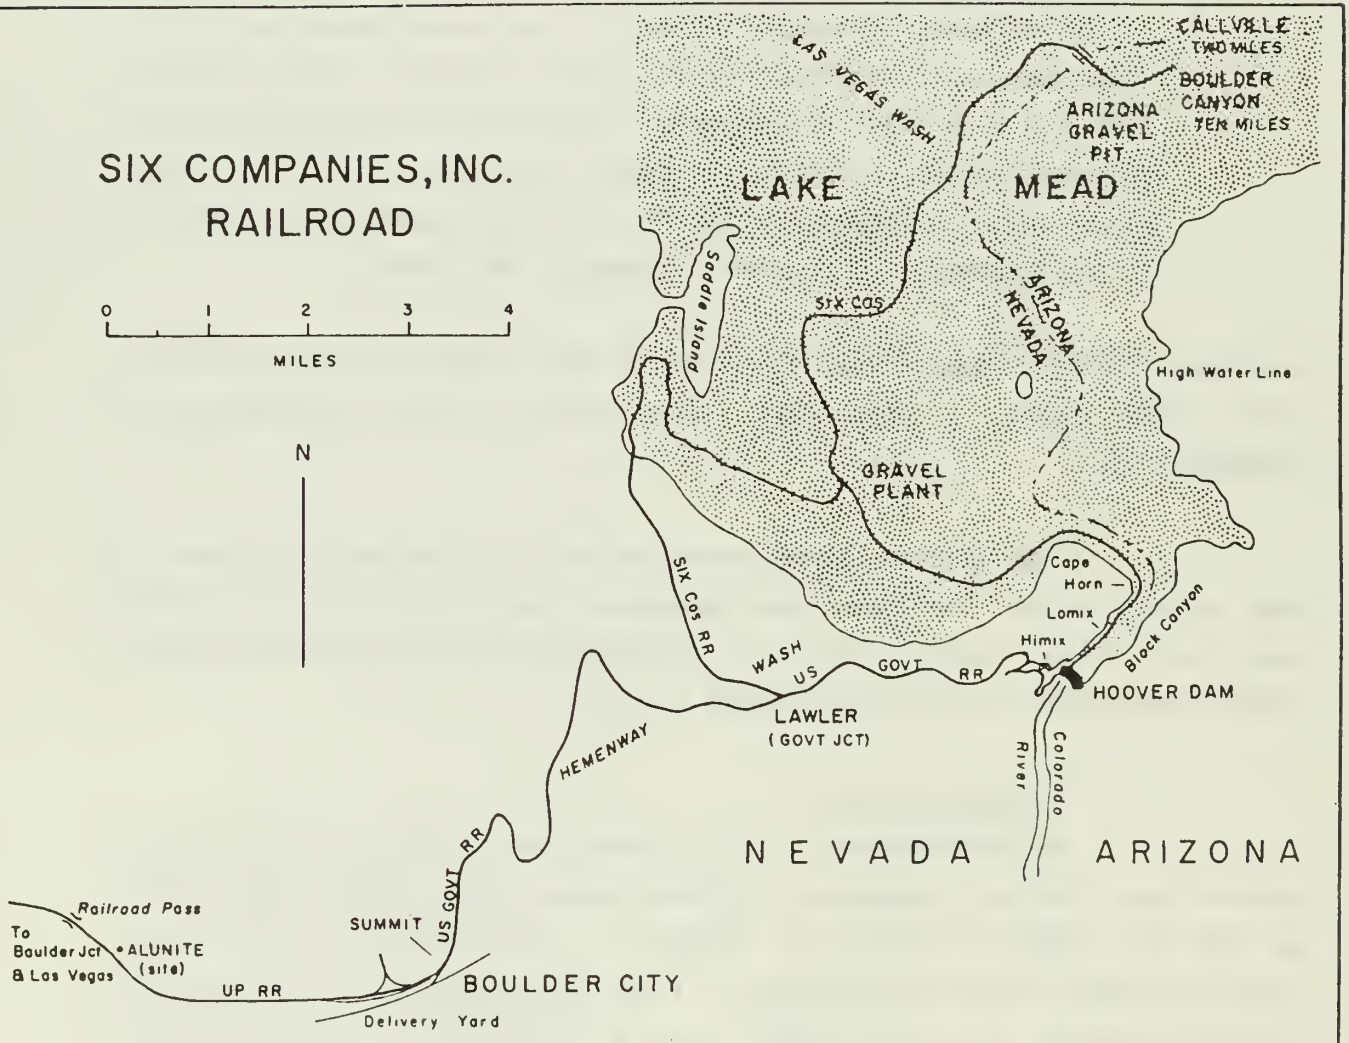 SIX COMPANIES, INC.
RAILROAD
0 1 2 3 4
MILES
N
CALLVILLE
TWO MILES
BOULDER
CANYON
TEN MILES
LAS VEGAS WASH
ARIZONA
GRAVEL
PIT
LAKE MEAD
Saddle Island
SIX COS
ARIZONA
NEVADA
High Water Line
GRAVEL
PLANT
Cape
Horn
Lomix
Himix
Black Canyon
SIX Cos RR
WASH
US GOVT RR
HOOVER DAM
LAWLER
(GOVT JCT)
HEMENWAY
Colorado
River
NEVADA ARIZONA
US GOVT RR
Railroad Pass
To
Baulder Jct
& Las Vegas
ALUNITE
(site)
SUMMIT
UP RR
BOULDER CITY
Delivery Yard